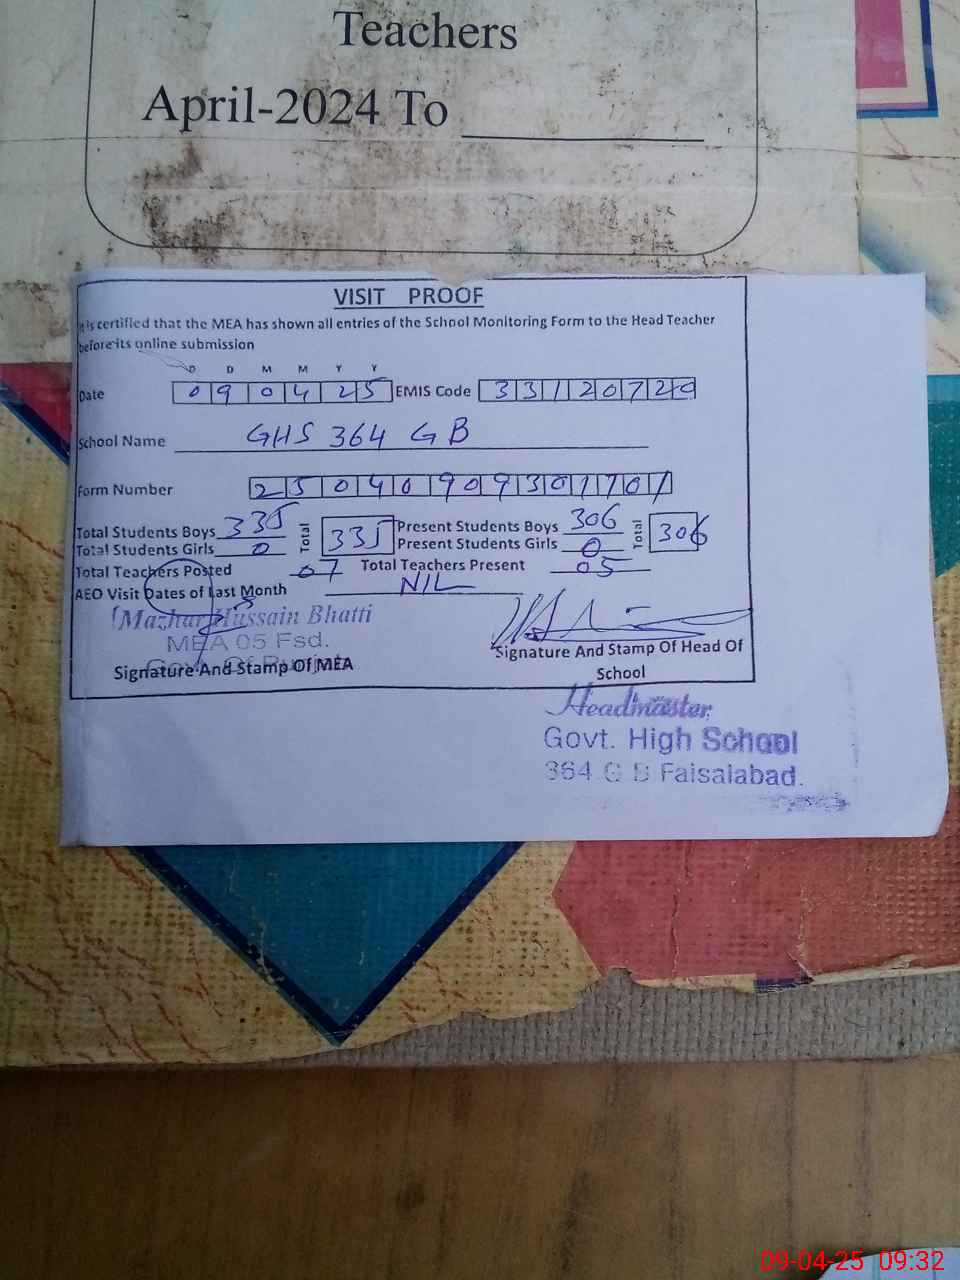 Teachers
April-2024 To
VISIT PROOF
It is certified that the MEA has shown all entries of the School Monitoring Form to the Head Teacher
before its online submission
D D M M Y Y
Date 0 9 0 4 2 5 EMIS Code 3 3 1 2 0 7 2 0
School Name GHS 364 GB
Form Number 2 5 0 4 0 9 0 9 3 0 1 7 0 1
Total Students Boys 335 Total 335 Present Students Boys 306 Total 306
Total Students Girls 0 Present Students Girls 0
Total Teachers Posted 07 Total Teachers Present 05
AEO Visit Dates of Last Month NIL
Mazhar Hussain Bhatti
MEA 05 Fsd.
Signature And Stamp Of MEA
Signature And Stamp Of Head Of
School
Headmaster
Govt. High School
364 G B Faisalabad.
09-04-25 09:32